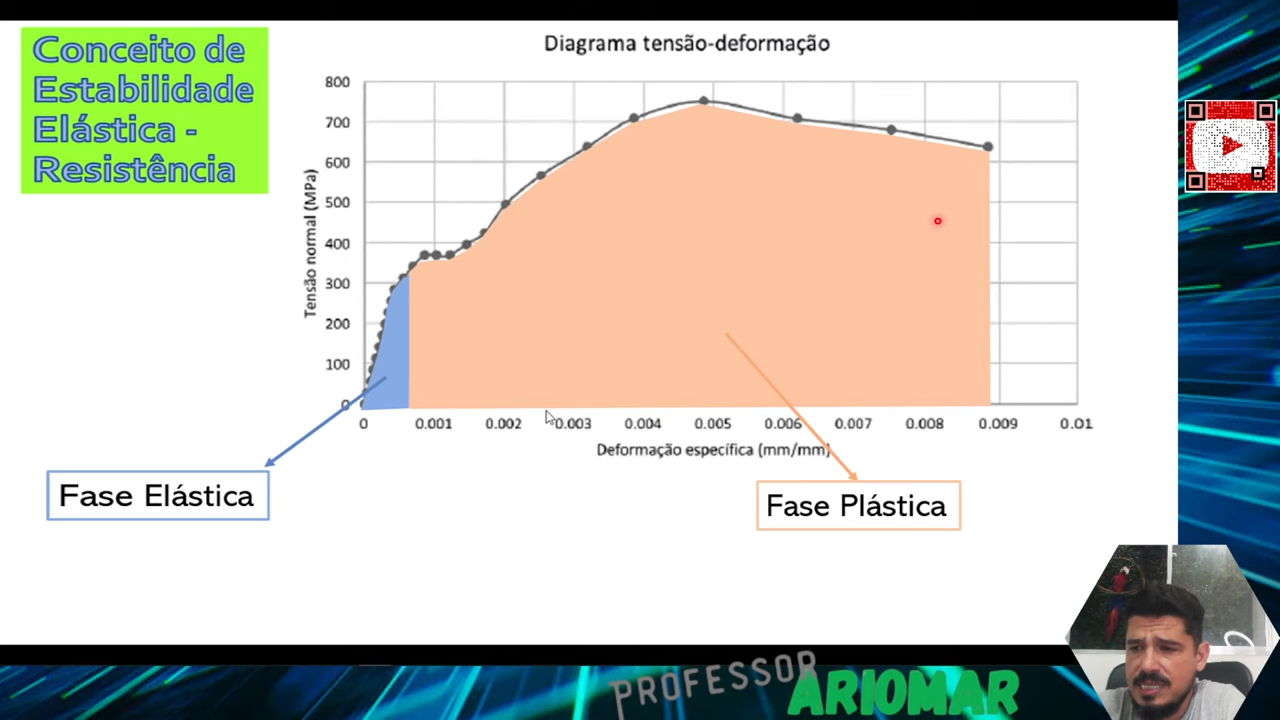 Conceito de
Estabilidade
Elástica -
Resistência
Diagrama tensão-deformação
Tensão normal (MPa)
800
700
600
500
400
300
200
100
0
0 0.001 0.002 0.003 0.004 0.005 0.006 0.007 0.008 0.009 0.01
Deformação específica (mm/mm)
Fase Elástica
Fase Plástica
PROFESSOR
ARIOMAR